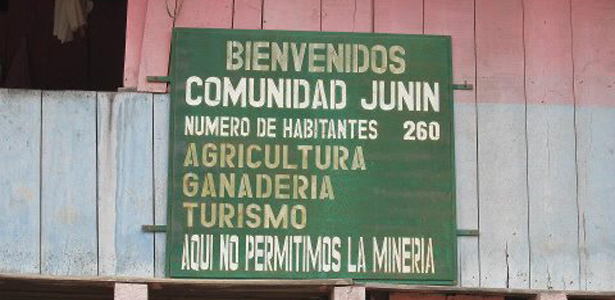 BIENVENIDOS
COMUNIDAD JUNIN
NUMERO DE HABITANTES 260
AGRICULTURA
GANADERIA
TURISMO
AQUI NO PERMITIMOS LA MINERIA